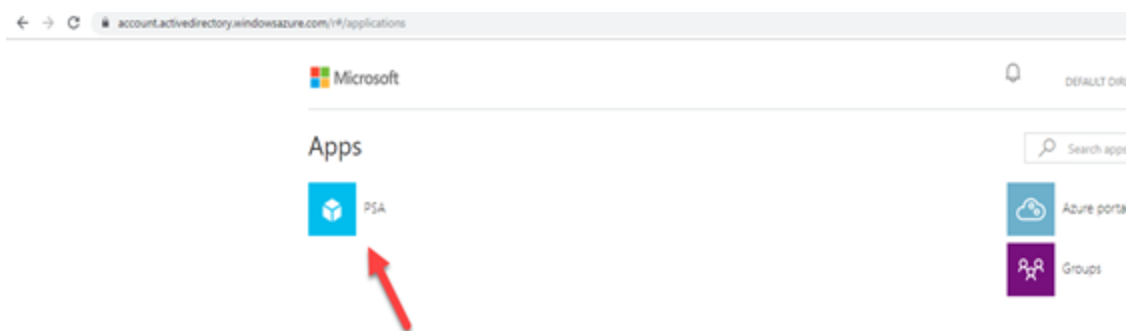 account.activedirectory.windowsazure.com/r#/applications
Microsoft
DEFAULT DIR
Apps
Search apps
PSA
Azure porta
Groups